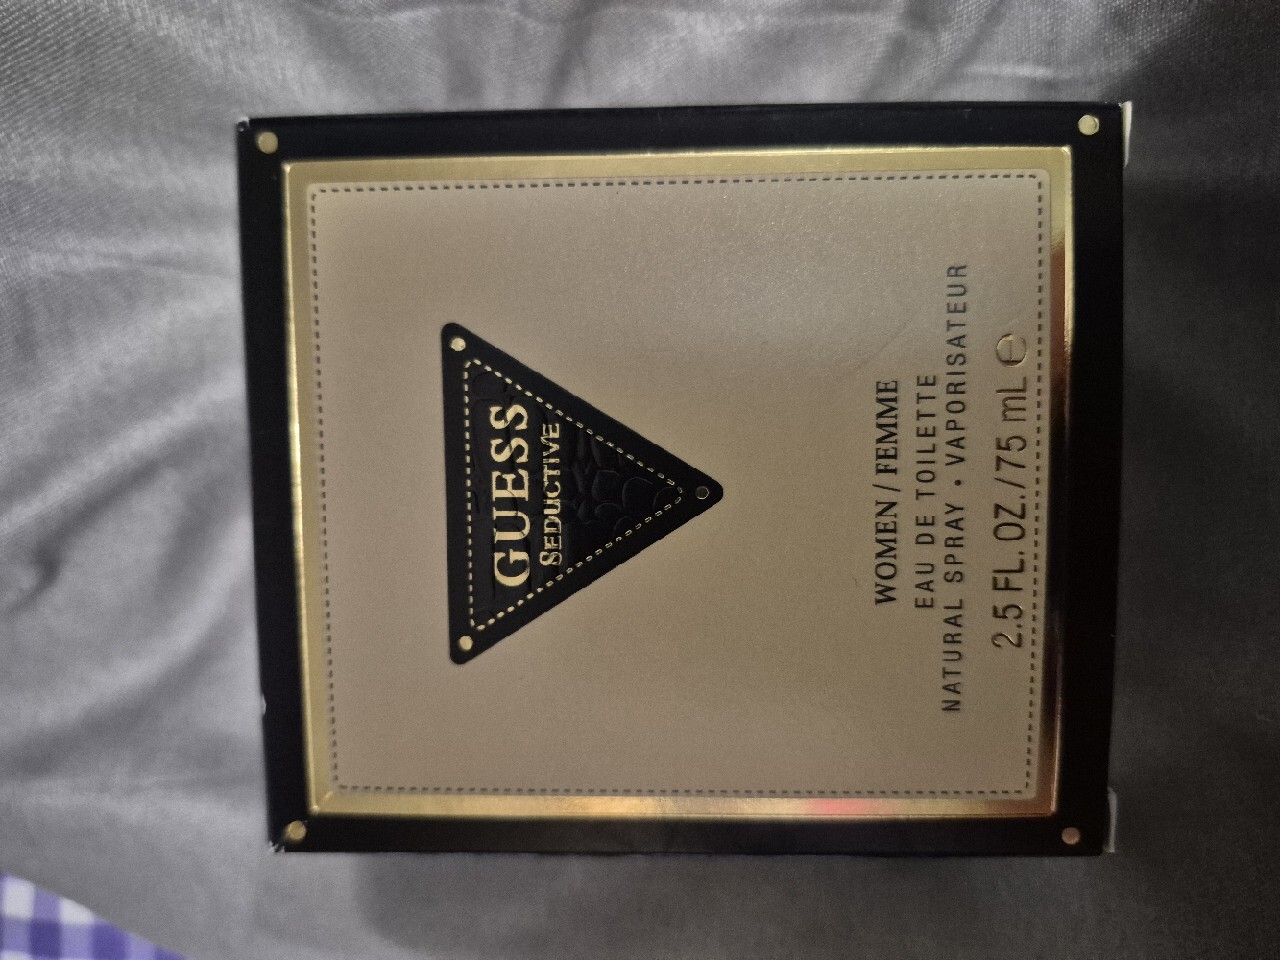 GUESS
SEDUCTIVE
WOMEN / FEMME
EAU DE TOILETTE
NATURAL SPRAY • VAPORISATEUR
2.5 FL. OZ./75 mL ℮